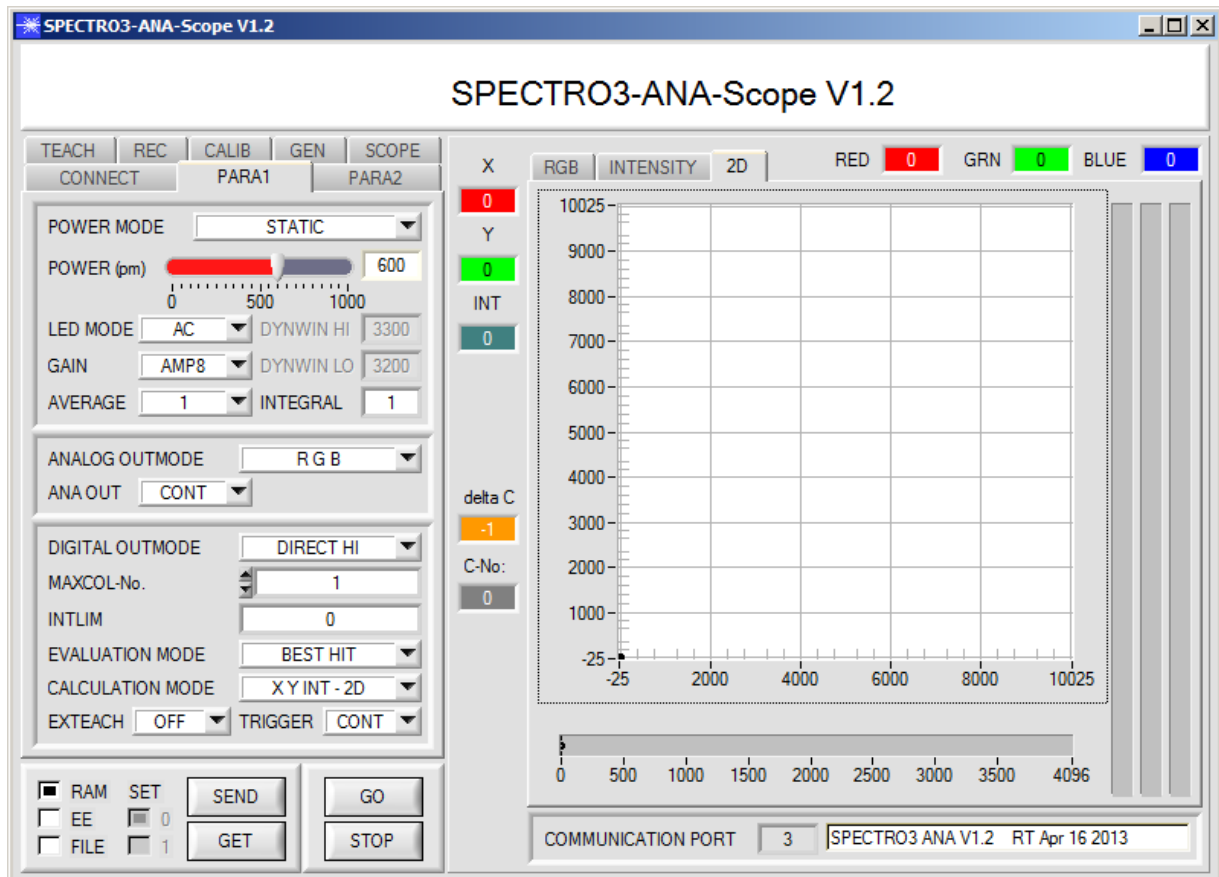 SPECTRO3-ANA-Scope V1.2
SPECTRO3-ANA-Scope V1.2
TEACH REC CALIB GEN SCOPE
CONNECT PARA1 PARA2
POWER MODE STATIC
POWER (pm) 600
0 500 1000
LED MODE AC DYNWIN HI 3300
GAIN AMP8 DYNWIN LO 3200
AVERAGE 1 INTEGRAL 1
ANALOG OUTMODE R G B
ANA OUT CONT
DIGITAL OUTMODE DIRECT HI
MAXCOL-No. 1
INTLIM 0
EVALUATION MODE BEST HIT
CALCULATION MODE X Y INT - 2D
EXTEACH OFF TRIGGER CONT
RAM SET SEND GO
EE 0
FILE 1 GET STOP
X
0
Y
0
INT
0
delta C
-1
C-No:
0
RGB INTENSITY 2D RED 0 GRN 0 BLUE 0
10025
9000
8000
7000
6000
5000
4000
3000
2000
1000
-25
-25 2000 4000 6000 8000 10025
0 500 1000 1500 2000 2500 3000 3500 4096
COMMUNICATION PORT 3 SPECTRO3 ANA V1.2 RT Apr 16 2013